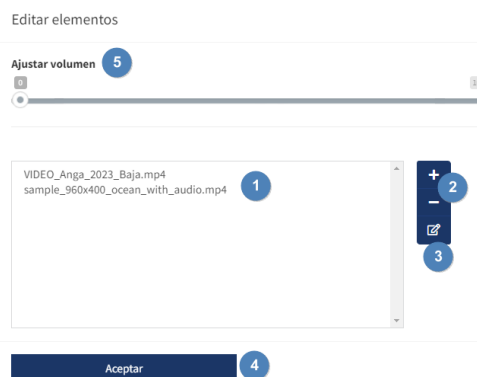 Editar elementos
Ajustar volumen 5
0
VIDEO_Anga_2023_Baja.mp4
sample_960x400_ocean_with_audio.mp4
1
+
2
−
3
Aceptar 4